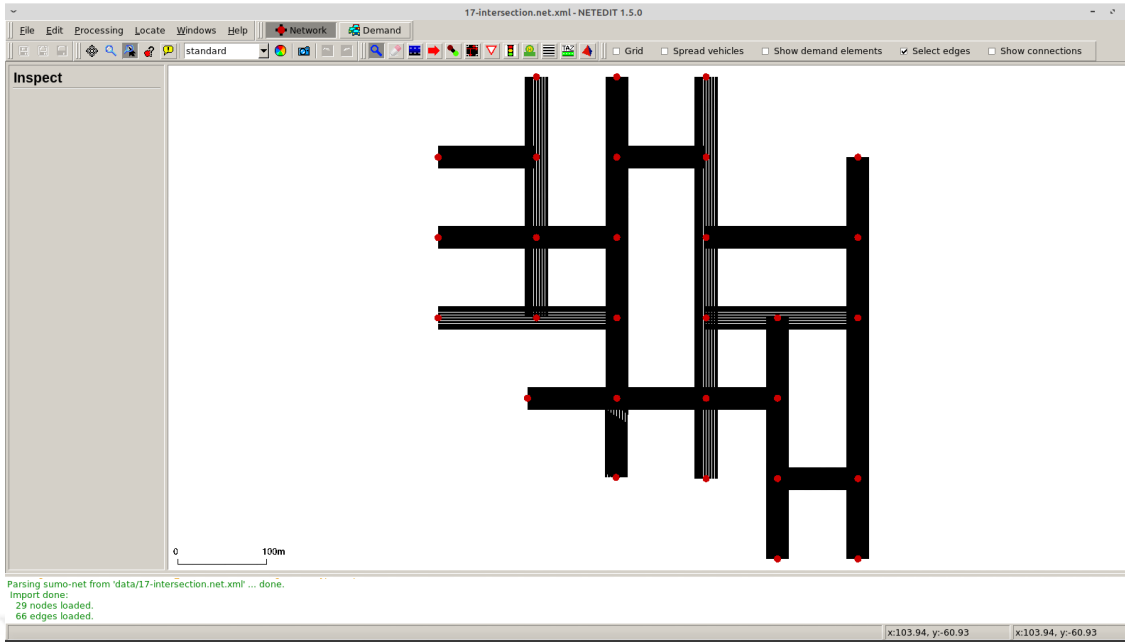 17-intersection.net.xml - NETEDIT 1.5.0
File Edit Processing Locate Windows Help Network Demand
standard TAZ Grid Spread vehicles Show demand elements Select edges Show connections
Inspect
0 100m
Parsing sumo-net from 'data/17-intersection.net.xml' ... done.
Import done:
29 nodes loaded.
66 edges loaded.
x:103.94, y:-60.93 x:103.94, y:-60.93